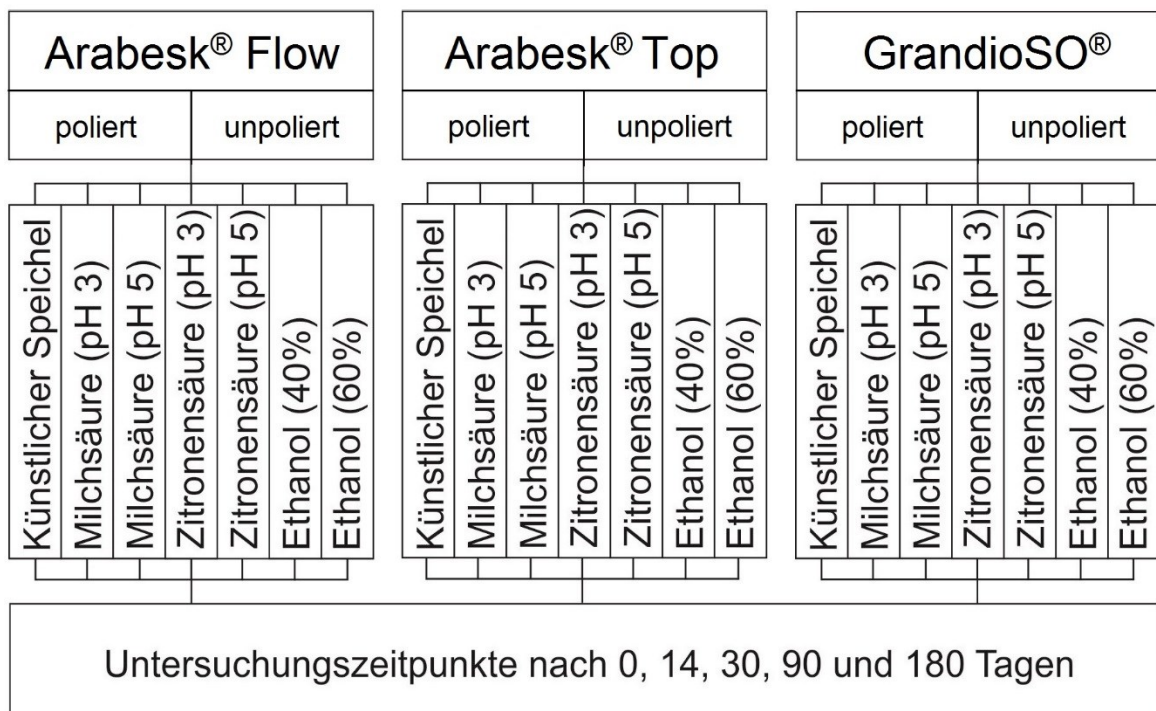 Arabesk® Flow
poliert
unpoliert
Künstlicher Speichel
Milchsäure (pH 3)
Milchsäure (pH 5)
Zitronensäure (pH 3)
Zitronensäure (pH 5)
Ethanol (40%)
Ethanol (60%)
Arabesk® Top
poliert
unpoliert
Künstlicher Speichel
Milchsäure (pH 3)
Milchsäure (pH 5)
Zitronensäure (pH 3)
Zitronensäure (pH 5)
Ethanol (40%)
Ethanol (60%)
GrandioSO®
poliert
unpoliert
Künstlicher Speichel
Milchsäure (pH 3)
Milchsäure (pH 5)
Zitronensäure (pH 3)
Zitronensäure (pH 5)
Ethanol (40%)
Ethanol (60%)
Untersuchungszeitpunkte nach 0, 14, 30, 90 und 180 Tagen